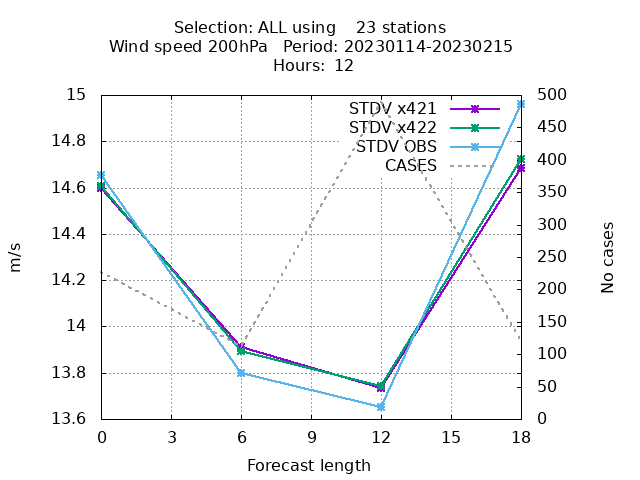 Selection: ALL using    23 stations
Wind speed 200hPa   Period: 20230114-20230215
Hours:  12
STDV x421
STDV x422
STDV OBS
CASES
15
14.8
14.6
14.4
14.2
14
13.8
13.6
m/s
500
450
400
350
300
250
200
150
100
50
0
No cases
0 3 6 9 12 15 18
Forecast length